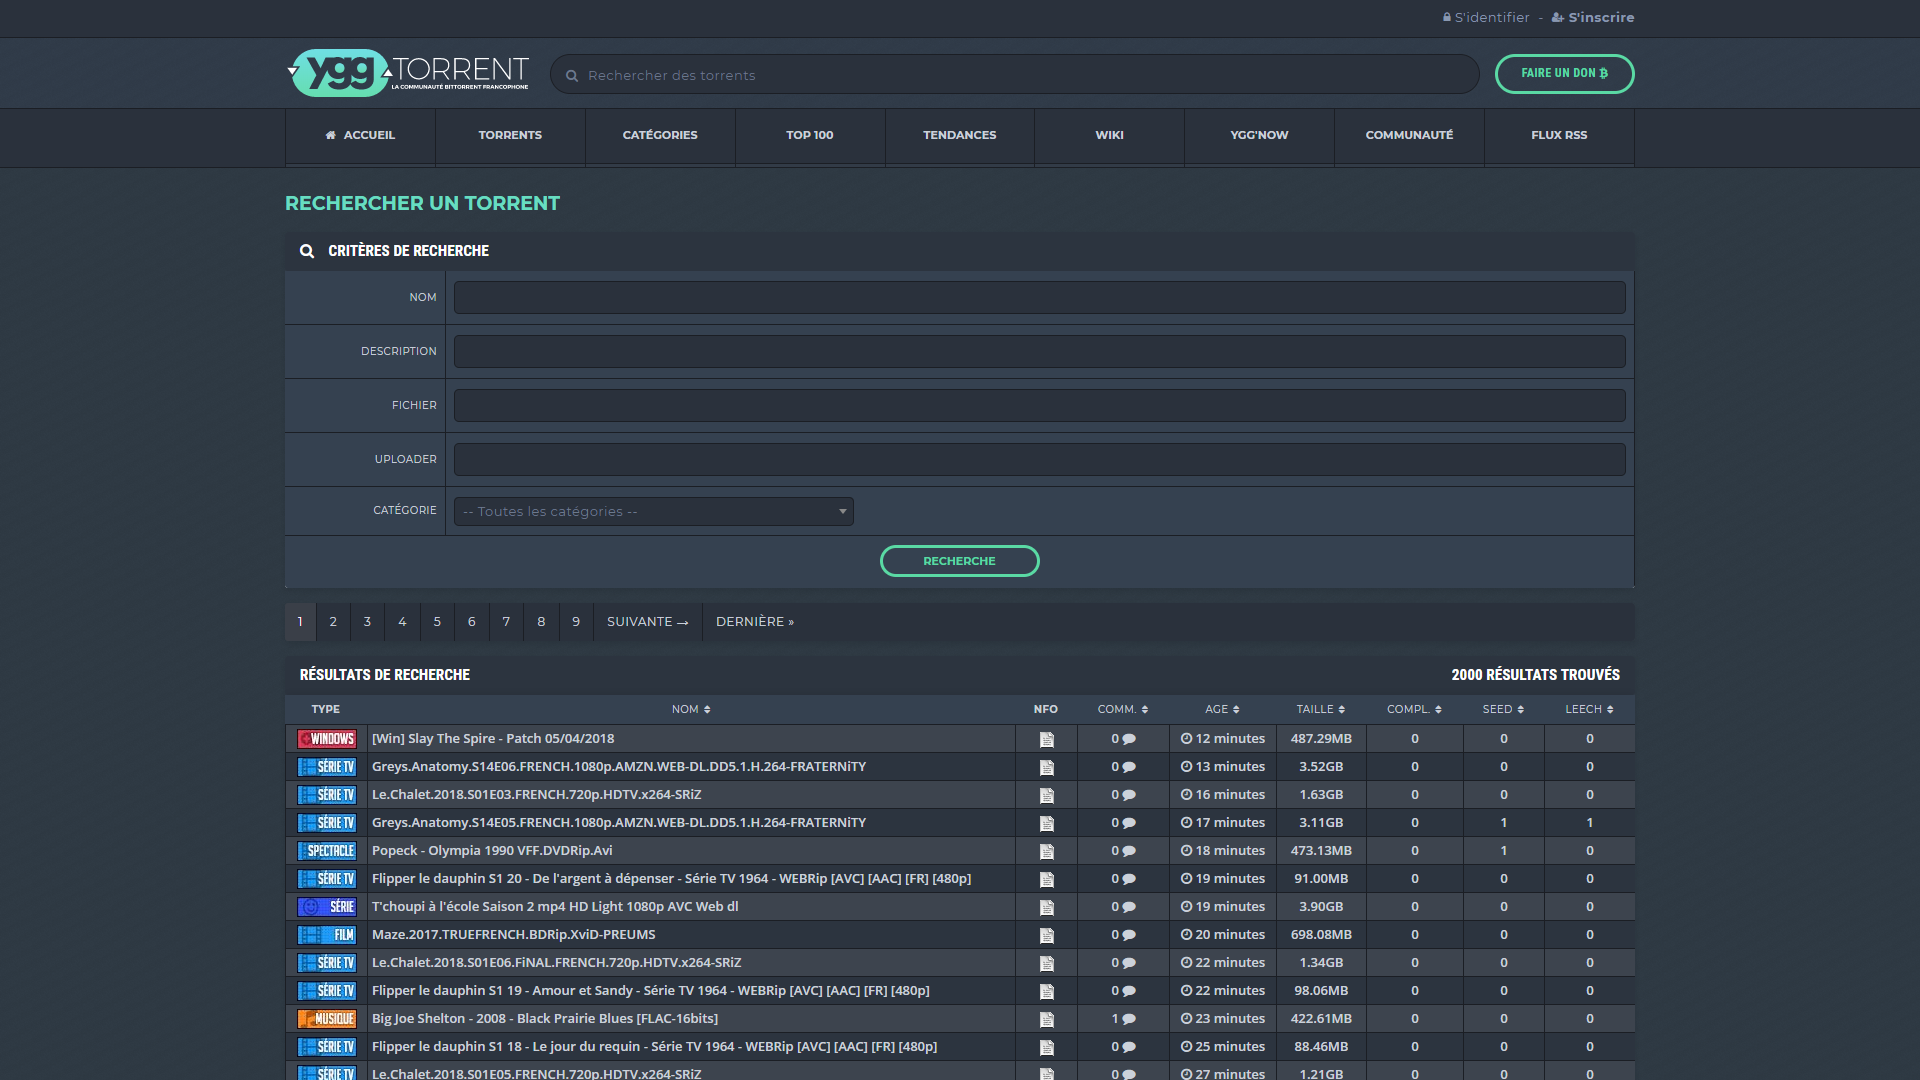 S'identifier - S'inscrire
ygg TORRENT
LA COMMUNAUTÉ BITTORRENT FRANCOPHONE
Rechercher des torrents
FAIRE UN DON
ACCUEIL TORRENTS CATÉGORIES TOP 100 TENDANCES WIKI YGG'NOW COMMUNAUTÉ FLUX RSS
RECHERCHER UN TORRENT
CRITÈRES DE RECHERCHE
NOM
DESCRIPTION
FICHIER
UPLOADER
CATÉGORIE -- Toutes les catégories --
RECHERCHE
1 2 3 4 5 6 7 8 9 SUIVANTE → DERNIÈRE »
RÉSULTATS DE RECHERCHE 2000 RÉSULTATS TROUVÉS
TYPE NOM NFO COMM. AGE TAILLE COMPL. SEED LEECH
WINDOWS [Win] Slay The Spire - Patch 05/04/2018 0 12 minutes 487.29MB 0 0 0
SÉRIE TV Greys.Anatomy.S14E06.FRENCH.1080p.AMZN.WEB-DL.DD5.1.H.264-FRATERNiTY 0 13 minutes 3.52GB 0 0 0
SÉRIE TV Le.Chalet.2018.S01E03.FRENCH.720p.HDTV.x264-SRiZ 0 16 minutes 1.63GB 0 0 0
SÉRIE TV Greys.Anatomy.S14E05.FRENCH.1080p.AMZN.WEB-DL.DD5.1.H.264-FRATERNiTY 0 17 minutes 3.11GB 0 1 1
SPECTACLE Popeck - Olympia 1990 VFF.DVDRip.Avi 0 18 minutes 473.13MB 0 1 0
SÉRIE TV Flipper le dauphin S1 20 - De l'argent à dépenser - Série TV 1964 - WEBRip [AVC] [AAC] [FR] [480p] 0 19 minutes 91.00MB 0 0 0
SÉRIE T'choupi à l'école Saison 2 mp4 HD Light 1080p AVC Web dl 0 19 minutes 3.90GB 0 0 0
FILM Maze.2017.TRUEFRENCH.BDRip.XviD-PREUMS 0 20 minutes 698.08MB 0 0 0
SÉRIE TV Le.Chalet.2018.S01E06.FiNAL.FRENCH.720p.HDTV.x264-SRiZ 0 22 minutes 1.34GB 0 0 0
SÉRIE TV Flipper le dauphin S1 19 - Amour et Sandy - Série TV 1964 - WEBRip [AVC] [AAC] [FR] [480p] 0 22 minutes 98.06MB 0 0 0
MUSIQUE Big Joe Shelton - 2008 - Black Prairie Blues [FLAC-16bits] 1 23 minutes 422.61MB 0 0 0
SÉRIE TV Flipper le dauphin S1 18 - Le jour du requin - Série TV 1964 - WEBRip [AVC] [AAC] [FR] [480p] 0 25 minutes 88.46MB 0 0 0
SÉRIE TV Le.Chalet.2018.S01E05.FRENCH.720p.HDTV.x264-SRiZ 0 27 minutes 1.21GB 0 0 0